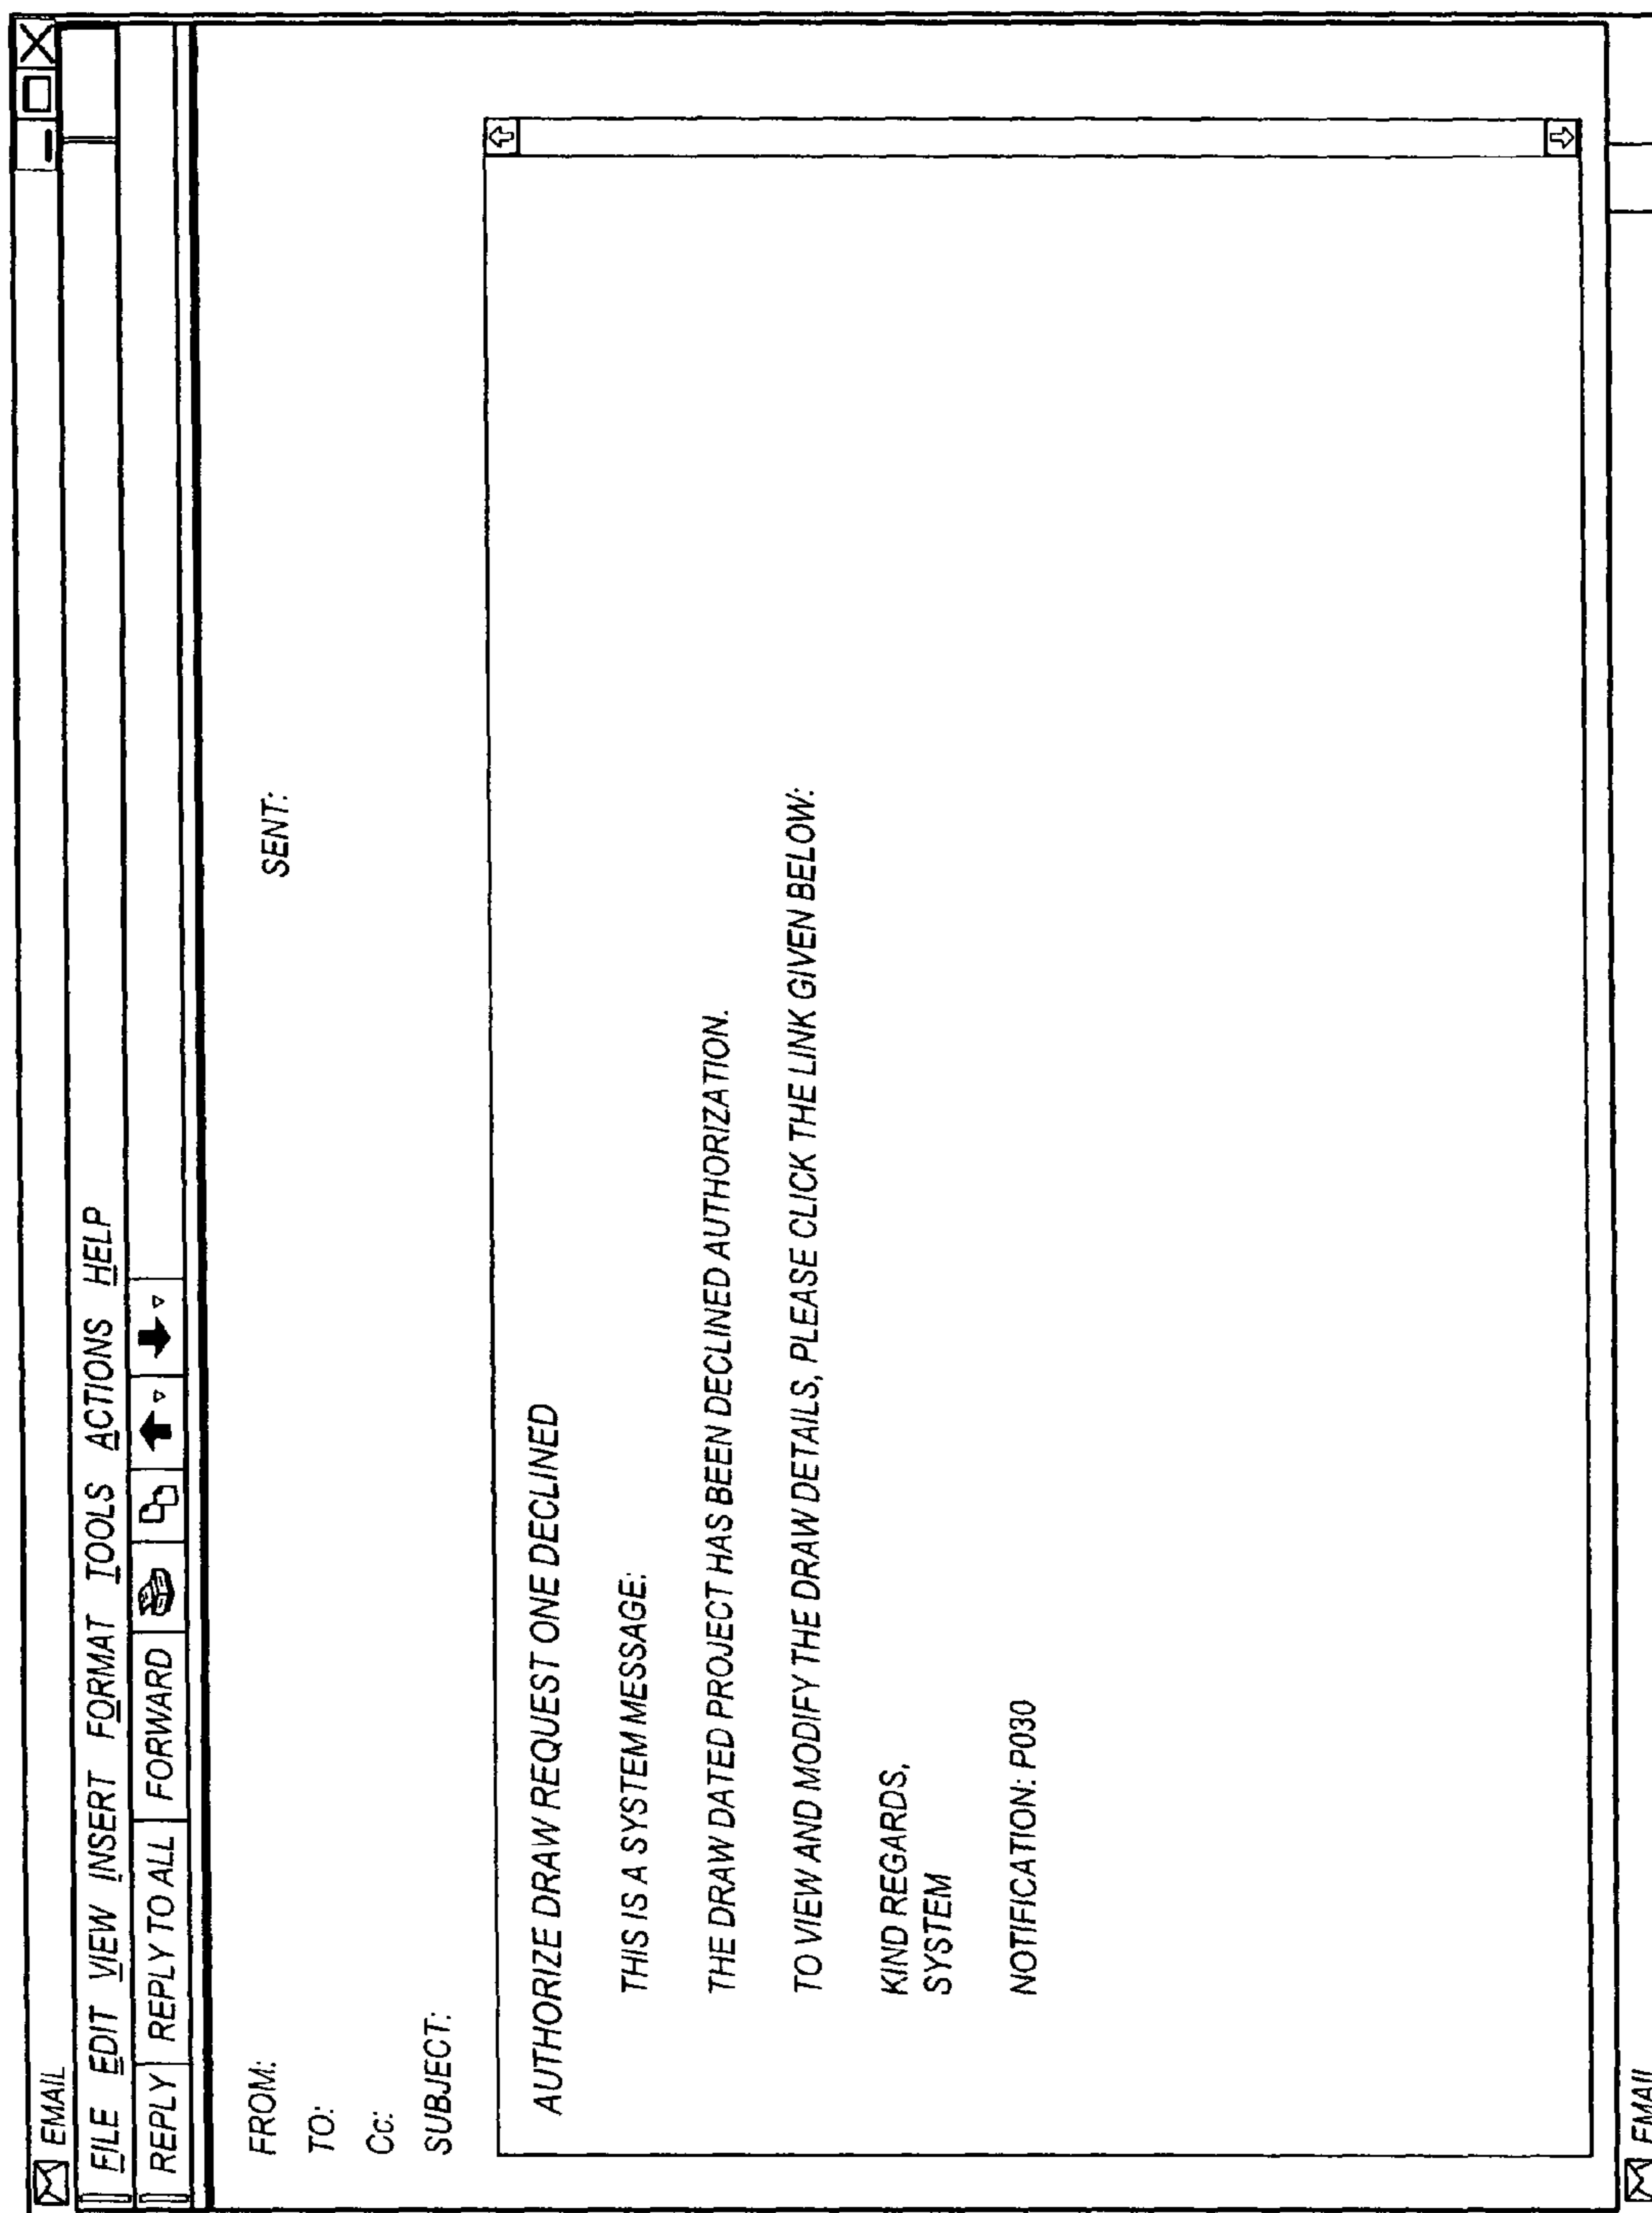 EMAIL
FILE EDIT VIEW INSERT FORMAT TOOLS ACTIONS HELP
REPLY REPLY TO ALL FORWARD
FROM: SENT:
TO:
Cc:
SUBJECT:
AUTHORIZE DRAW REQUEST ONE DECLINED
THIS IS A SYSTEM MESSAGE:
THE DRAW DATED PROJECT HAS BEEN DECLINED AUTHORIZATION.
TO VIEW AND MODIFY THE DRAW DETAILS, PLEASE CLICK THE LINK GIVEN BELOW:
KIND REGARDS,
SYSTEM
NOTIFICATION: P030
EMAIL